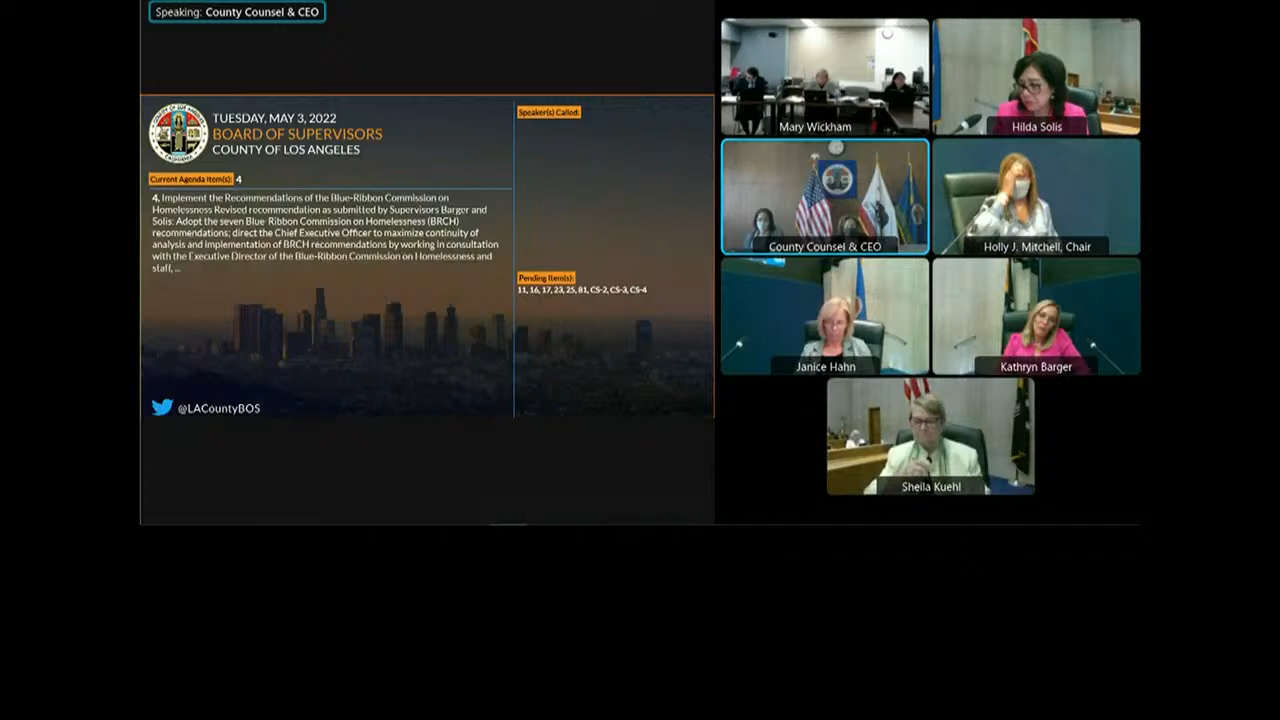 Speaking: County Counsel & CEO
TUESDAY, MAY 3, 2022
BOARD OF SUPERVISORS
COUNTY OF LOS ANGELES
Current Agenda Item(s): 4
4. Implement the Recommendations of the Blue-Ribbon Commission on
Homelessness Revised recommendation as submitted by Supervisors Barger and
Solis: Adopt the seven Blue-Ribbon Commission on Homelessness (BRCH)
recommendations; direct the Chief Executive Officer to maximize continuity of
analysis and implementation of BRCH recommendations by working in consultation
with the Executive Director of the Blue-Ribbon Commission on Homelessness and
staff, ...
@LACountyBOS
Speaker(s) Called:
Pending Item(s):
11, 16, 17, 23, 25, 81, CS-2, CS-3, CS-4
Mary Wickham
Hilda Solis
County Counsel & CEO
Holly J. Mitchell, Chair
Janice Hahn
Kathryn Barger
Sheila Kuehl